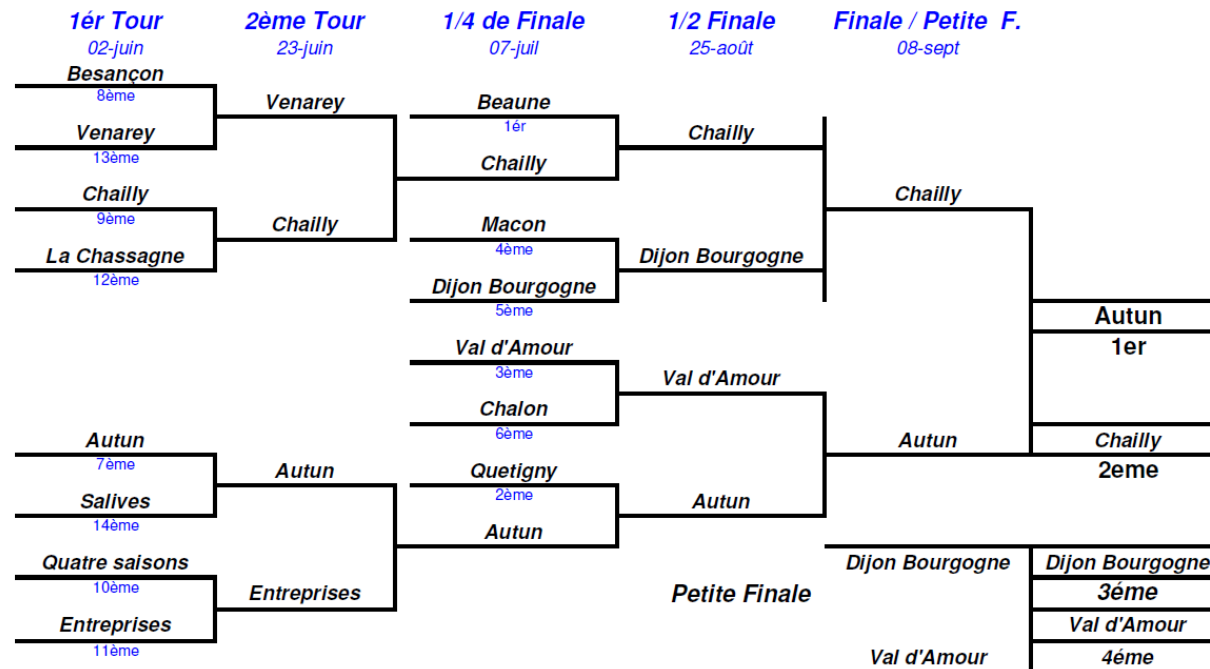 1ér Tour 2ème Tour 1/4 de Finale 1/2 Finale Finale / Petite F.
02-juin 23-juin 07-juil 25-août 08-sept
Besançon
8ème Venarey Beaune
Venarey 1ér Chailly
13ème Chailly
Chailly Chailly
9ème Chailly Macon
La Chassagne 4ème Dijon Bourgogne
12ème Dijon Bourgogne
5ème Autun
Val d'Amour 1er
3ème Val d'Amour
Chalon
6ème
Autun Autun Chailly
7ème Autun Quetigny 2eme
Salives 2ème Autun
14ème Autun
Quatre saisons Dijon Bourgogne Dijon Bourgogne
10ème Entreprises Petite Finale 3éme
Entreprises Val d'Amour
11ème Val d'Amour 4éme